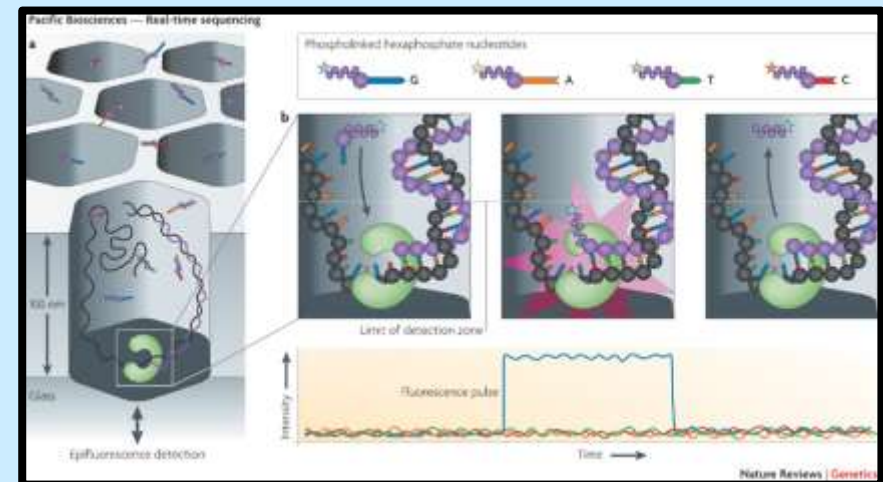 Pacific Biosciences — Real-time sequencing
a
Phospholinked hexaphosphate nucleotides
G
A
T
C
b
100 nm
Limit of detection zone
Glass
Intensity
Fluorescence pulse
Epifluorescence detection
Time
Nature Reviews | Genetics